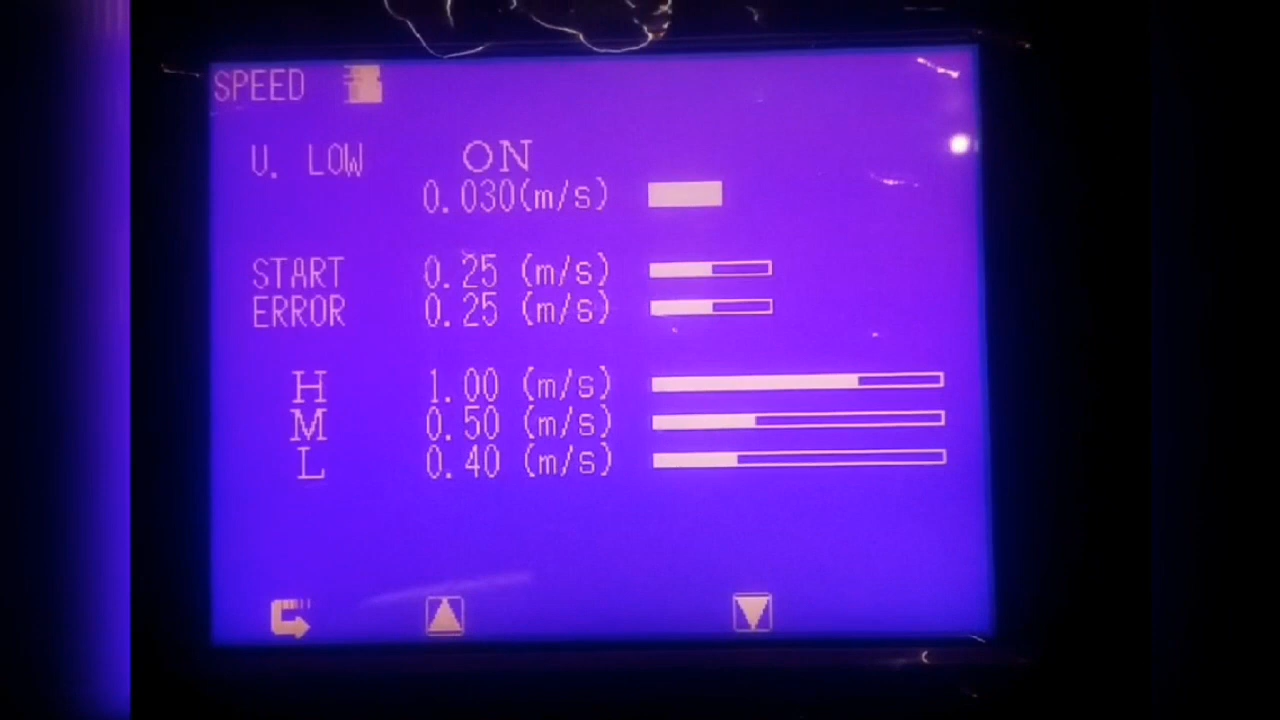 SPEED
V. LOW ON
0.030(m/s)
START 0.25 (m/s)
ERROR 0.25 (m/s)
H 1.00 (m/s)
M 0.50 (m/s)
L 0.40 (m/s)